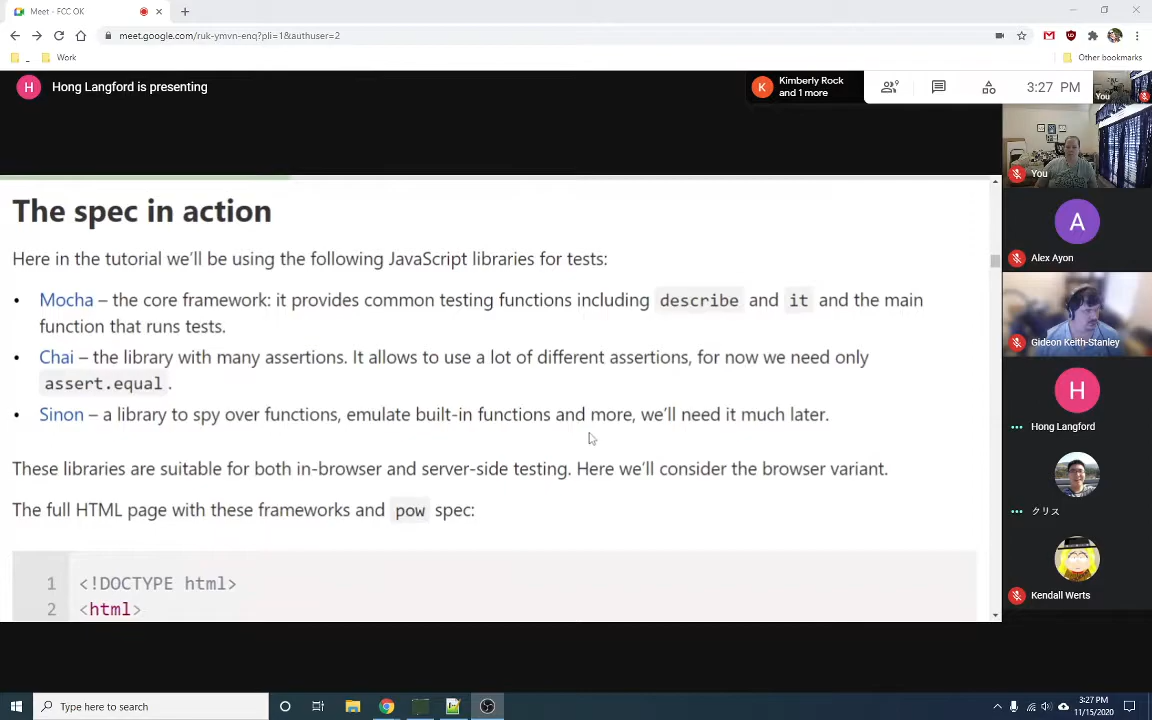 Meet - FCC OK
meet.google.com/ruk-ymvn-enq?pli=1&authuser=2
_
Work
Other bookmarks
H
Hong Langford is presenting
K
Kimberly Rock
and 1 more
3:27 PM
You
The spec in action
Here in the tutorial we'll be using the following JavaScript libraries for tests:
• Mocha – the core framework: it provides common testing functions including describe and it and the main
function that runs tests.
• Chai – the library with many assertions. It allows to use a lot of different assertions, for now we need only
assert.equal .
• Sinon – a library to spy over functions, emulate built-in functions and more, we'll need it much later.
These libraries are suitable for both in-browser and server-side testing. Here we'll consider the browser variant.
The full HTML page with these frameworks and pow spec:
1 <!DOCTYPE html>
2 <html>
You
A
Alex Ayon
Gideon Keith-Stanley
H
Hong Langford
クリス
Kendall Werts
Type here to search
3:27 PM
11/15/2020